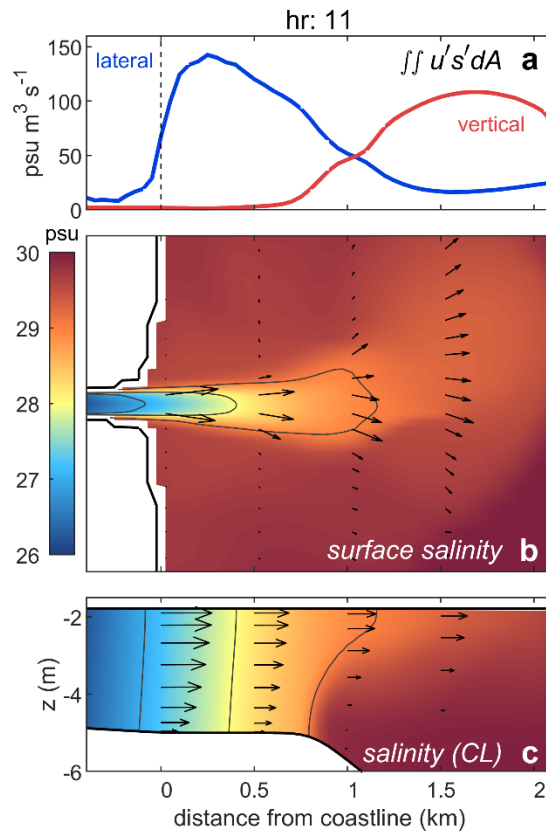 hr: 11
lateral
∫∫ u's'dA a
vertical
psu m³ s⁻¹
150
100
50
0
psu
30
29
28
27
26
surface salinity b
-2
-4
-6
z (m)
salinity (CL) c
0 0.5 1 1.5 2
distance from coastline (km)